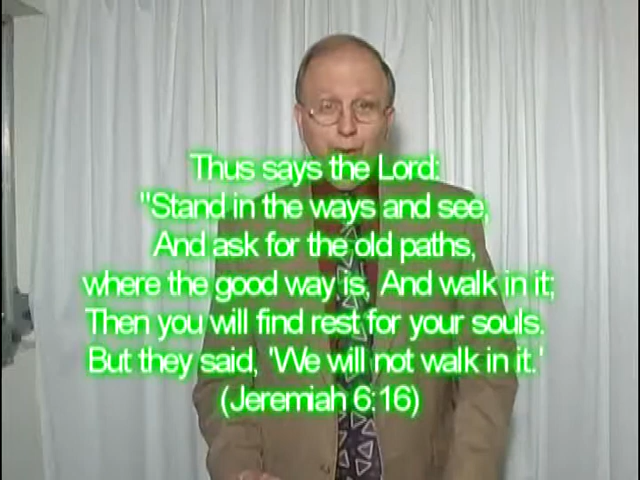 Thus says the Lord:
"Stand in the ways and see,
And ask for the old paths,
where the good way is, And walk in it;
Then you will find rest for your souls.
But they said, 'We will not walk in it.'
(Jeremiah 6:16)